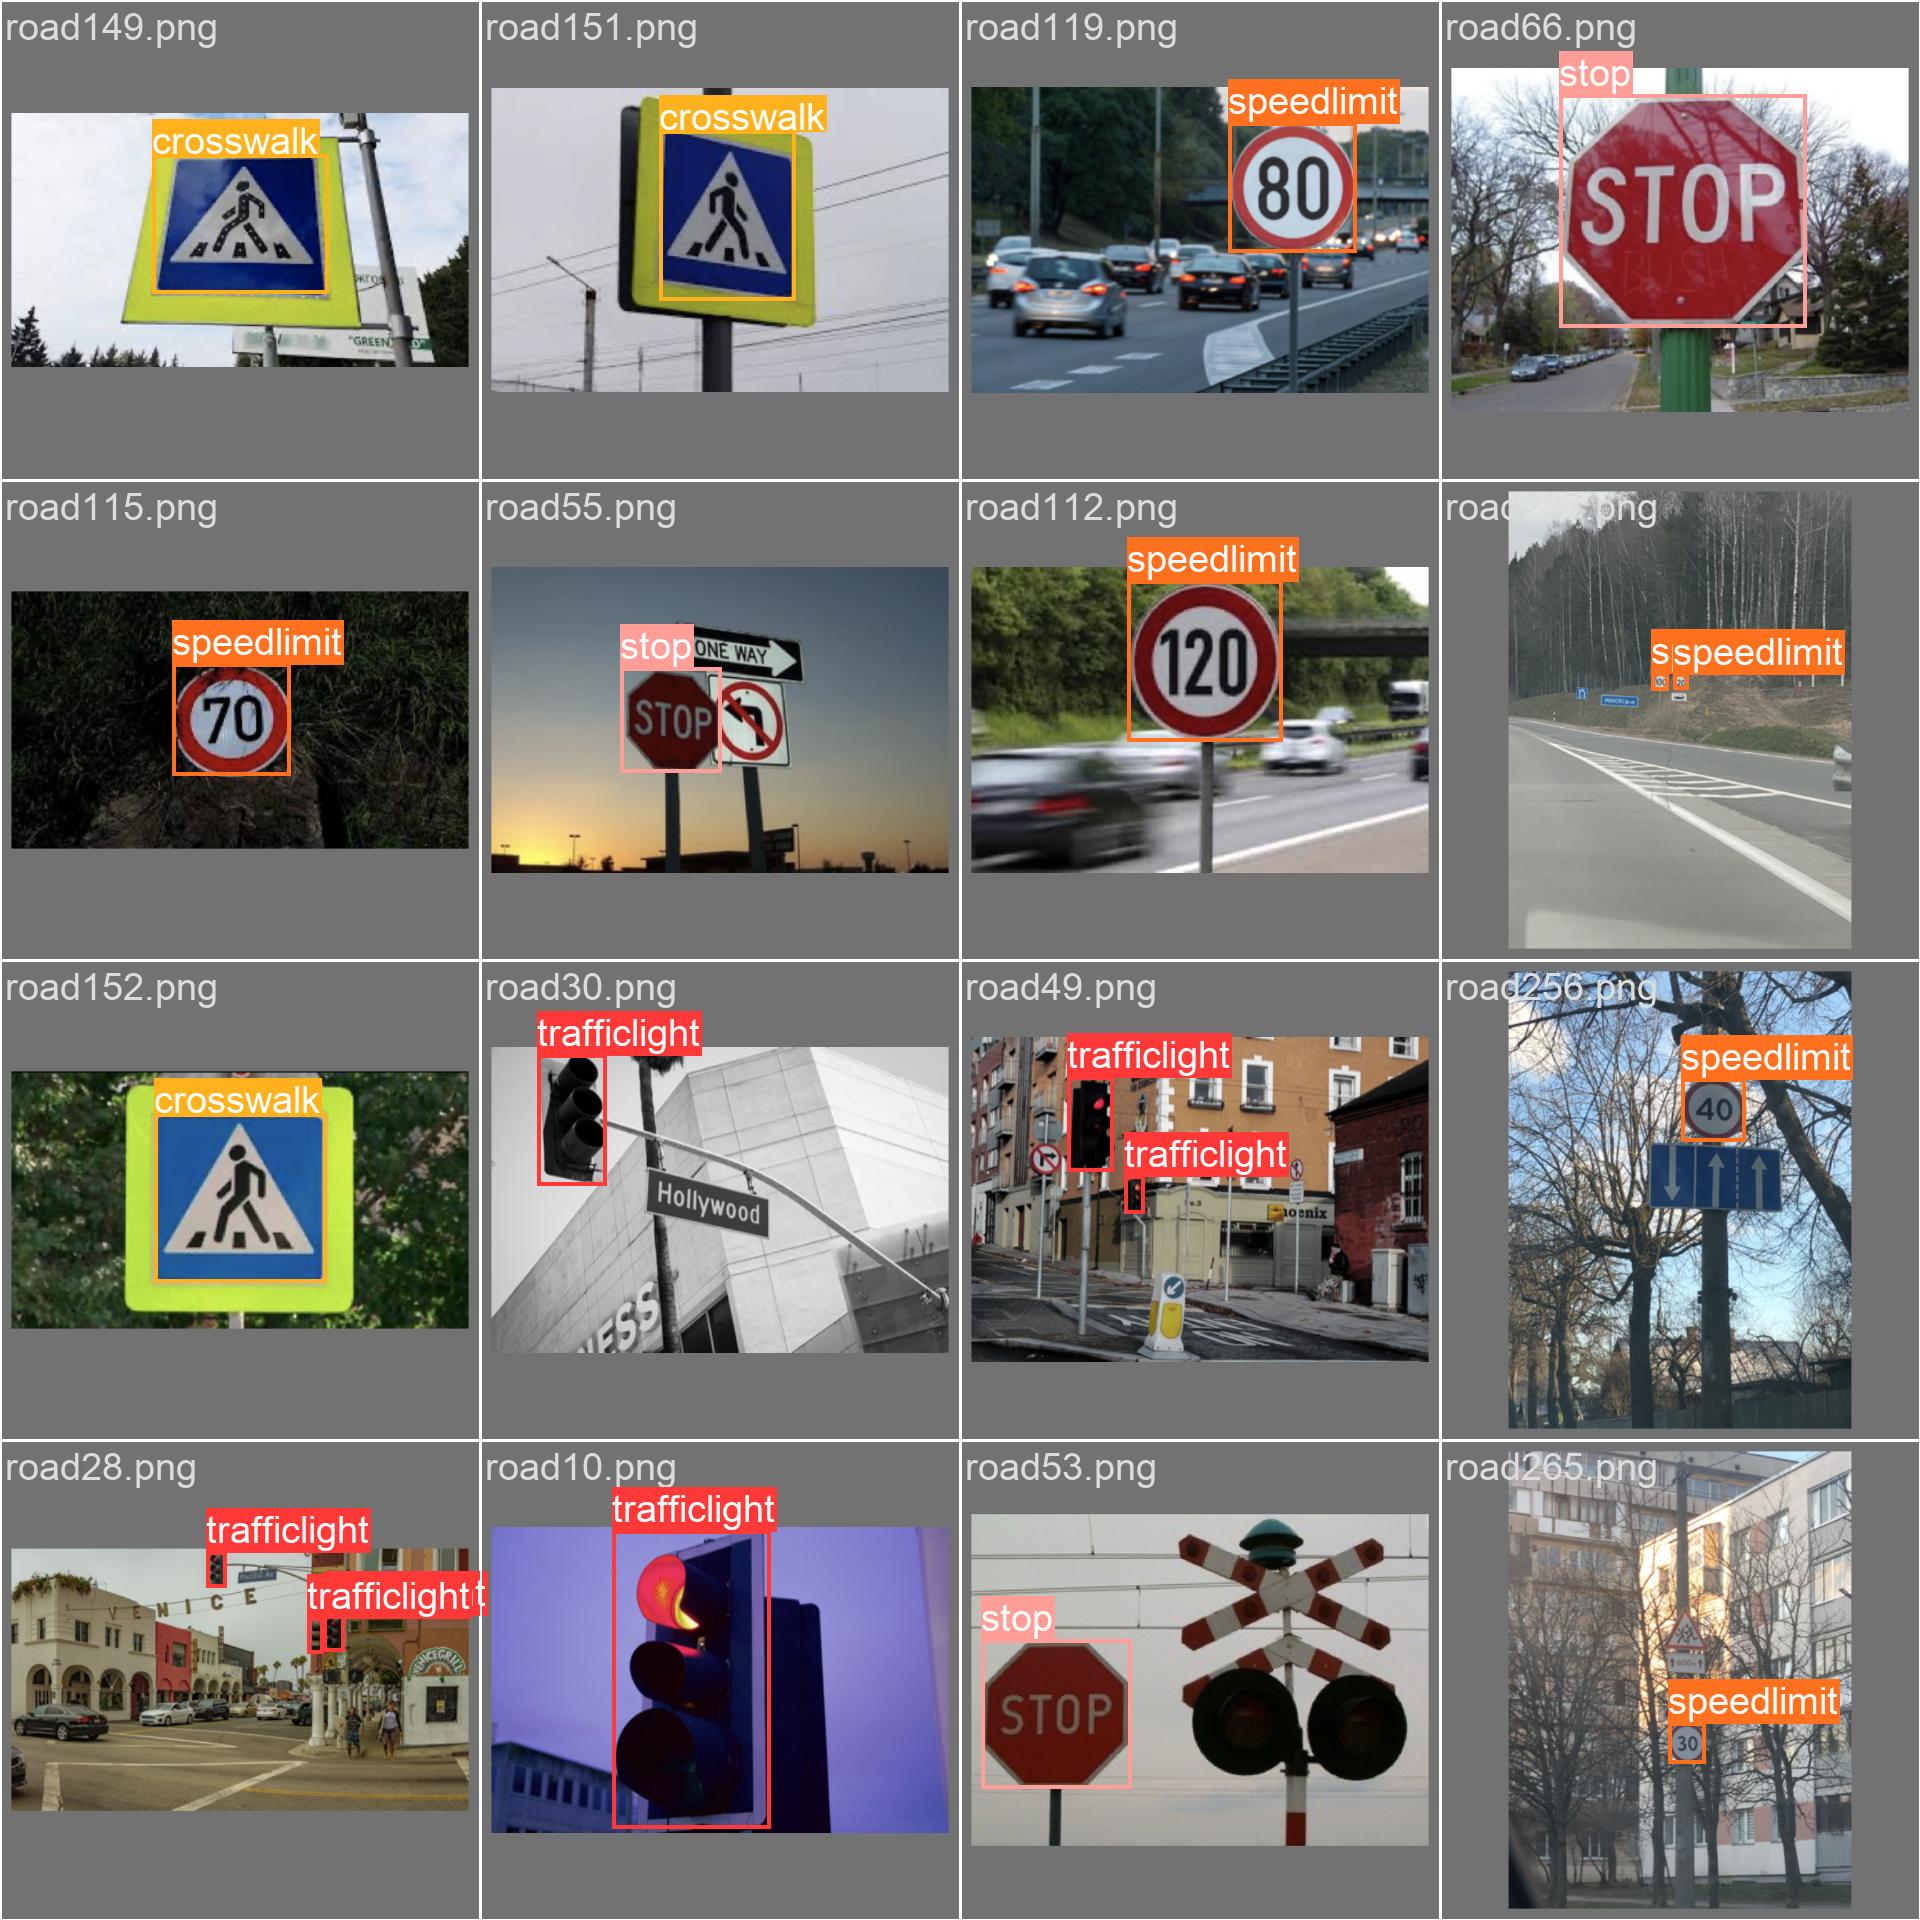 road149.png
crosswalk
"GREEN
road151.png
crosswalk
road119.png
speedlimit
80
road66.png
stop
STOP
road115.png
speedlimit
70
road55.png
stop
ONE WAY
STOP
road112.png
speedlimit
120
speedlimit
road152.png
crosswalk
road30.png
trafficlight
Hollywood
NESS
road49.png
trafficlight
trafficlight
road256.png
speedlimit
40
road28.png
trafficlight
VENICE
trafficlight
road10.png
trafficlight
road53.png
stop
STOP
road265.png
speedlimit
30